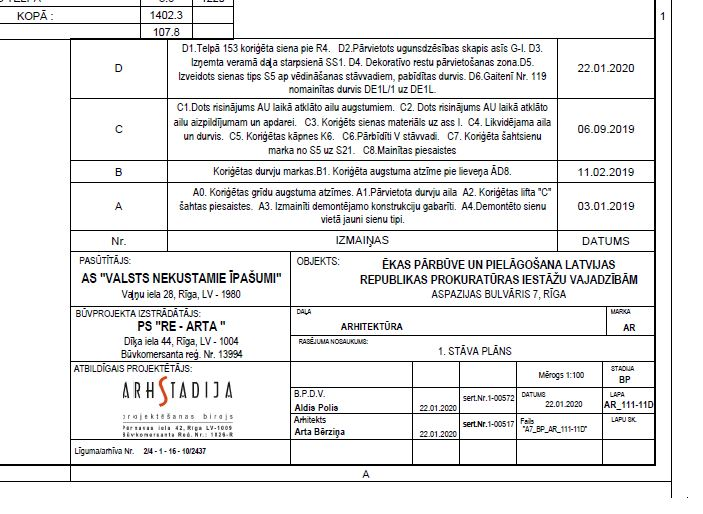 KOPĀ :
1402.3
107.8
1
D
D1.Telpā 153 koriģēta siena pie R4. D2.Pārvietots ugunsdzēsības skapis asīs G-I. D3.
Izņemta veramā daļa starpsienā SS1. D4. Dekoratīvo restu pārvietošanas zona.D5.
Izveidots sienas tips S5 ap vēdināšanas stāvvadiem, pabīdītas durvis. D6.Gaitenī Nr. 119
nomainītas durvis DE1L/1 uz DE1L.
22.01.2020
C
C1.Dots risinājums AU laikā atklāto ailu augstumiem. C2. Dots risinājums AU laikā atklāto
ailu aizpildījumam un apdarei. C3. Koriģēts sienas materiāls uz ass I. C4. Likvidējama aila
un durvis. C5. Koriģētas kāpnes K6. C6.Pārbīdīti V stāvvadi. C7. Koriģēta šahtsienu
marka no S5 uz S21. C8.Mainītas piesaistes
06.09.2019
B
Koriģētas durvju markas.B1. Koriģēta augstuma atzīme pie lieveņa ĀD8.
11.02.2019
A
A0. Koriģētas grīdu augstuma atzīmes. A1.Pārvietota durvju aila A2. Koriģētas lifta "C"
šahtas piesaistes. A3. Izmainīti demontējamo konstrukciju gabarīti. A4.Demontēto sienu
vietā jauni sienu tipi.
03.01.2019
Nr.
IZMAIŅAS
DATUMS
PASŪTĪTĀJS:
AS "VALSTS NEKUSTAMIE ĪPAŠUMI"
Vaļņu iela 28, Rīga, LV - 1980
OBJEKTS:
ĒKAS PĀRBŪVE UN PIELĀGOŠANA LATVIJAS
REPUBLIKAS PROKURATŪRAS IESTĀŽU VAJADZĪBĀM
ASPAZIJAS BULVĀRIS 7, RĪGA
BŪVPROJEKTA IZSTRĀDĀTĀJS:
PS "RE - ARTA "
Dīķa iela 44, Rīga, LV - 1004
Būvkomersanta reģ. Nr. 13994
DAĻA
ARHITEKTŪRA
MARKA
AR
RASĒJUMA NOSAUKUMS:
1. STĀVA PLĀNS
ATBILDĪGAIS PROJEKTĒTĀJS:
ARHSTADIJA
projektēšanas birojs
Pērnavas iela 42, Rīga LV-1009
Būvkomersanta Reģ. Nr.: 1826-R
Mērogs 1:100
STADIJA
BP
B.P.D.V.
Aldis Polis
22.01.2020
sert.Nr.1-00572
DATUMS
22.01.2020
LAPA
AR_111-11D
Arhitekts
Arta Bērziņa
22.01.2020
sert.Nr.1-00517
Fails
"A7_BP_AR_111-11D"
LAPU SK.
Līguma/arhīva Nr. 2/4 - 1 - 16 - 10/2437
A